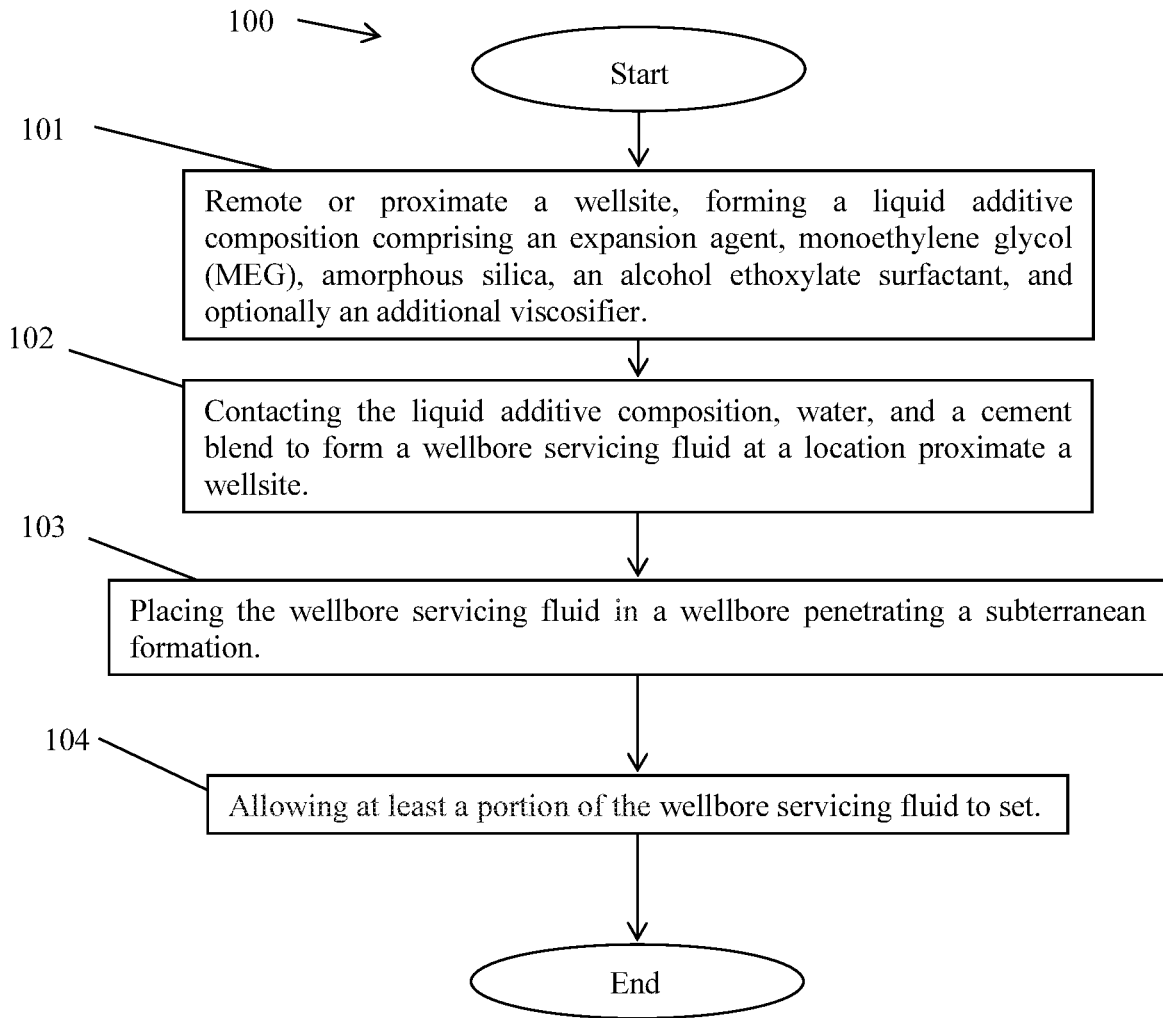 100
Start
101
Remote or proximate a wellsite, forming a liquid additive
composition comprising an expansion agent, monoethylene glycol
(MEG), amorphous silica, an alcohol ethoxylate surfactant, and
optionally an additional viscosifier.
102
Contacting the liquid additive composition, water, and a cement
blend to form a wellbore servicing fluid at a location proximate a
wellsite.
103
Placing the wellbore servicing fluid in a wellbore penetrating a subterranean
formation.
104
Allowing at least a portion of the wellbore servicing fluid to set.
End